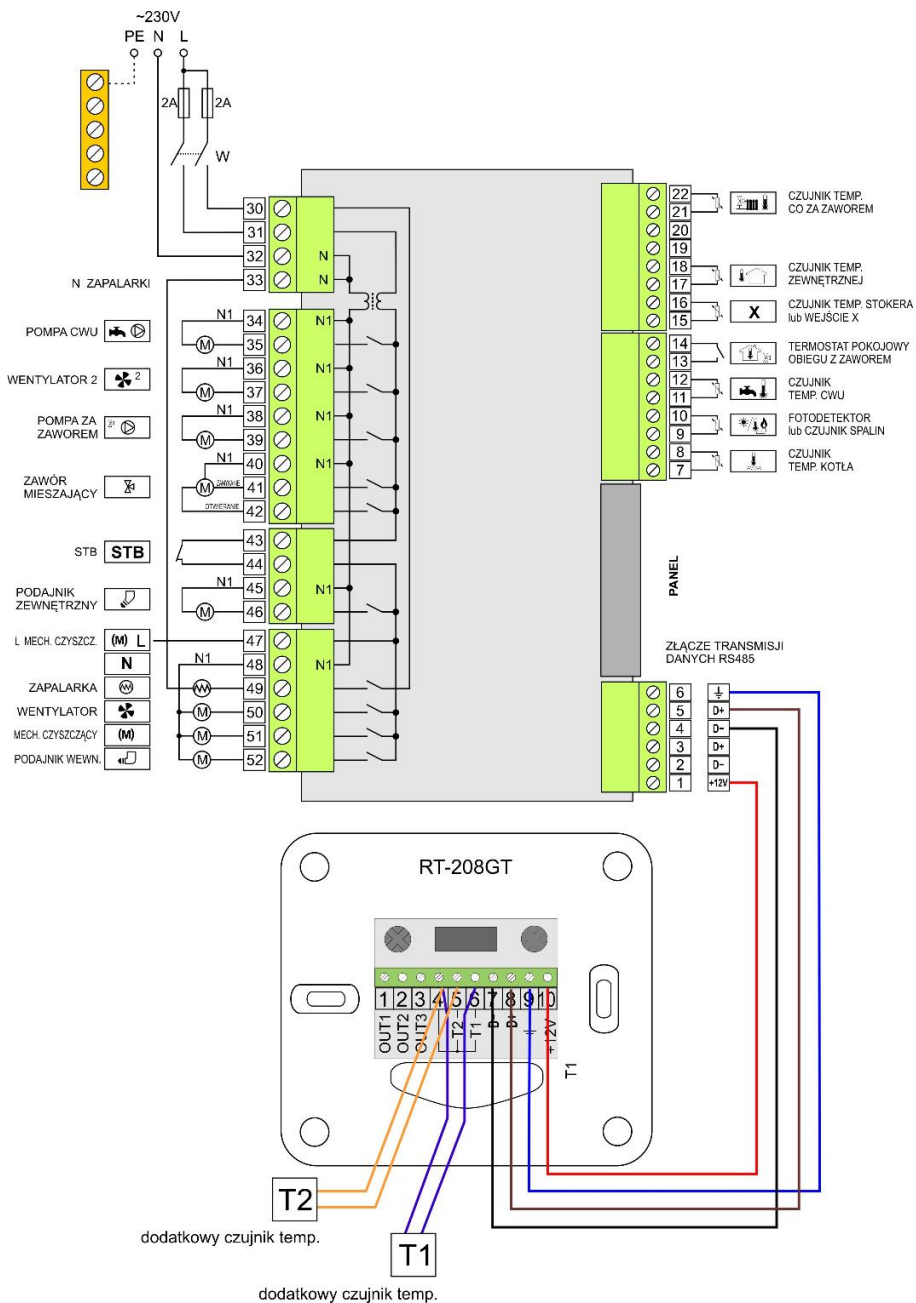 ~230V
PE N L
2A 2A
W
30
31
32 N
33 N
N ZAPALARKI
POMPA CWU
N1 34 N1
M 35
WENTYLATOR 2
2
N1 36 N1
M 37
POMPA ZA
ZAWOREM
N1 38 N1
M 39
ZAWÓR
MIESZAJĄCY
N1 40 N1
M ZAMYKANIE 41
OTWIERANIE 42
STB STB
43
44
PODAJNIK
ZEWNĘTRZNY
N1 45 N1
M 46
L MECH. CZYSZCZ. (M) L 47
N N1 48 N1
ZAPALARKA 49
WENTYLATOR M 50
MECH. CZYSZCZĄCY (M) M 51
PODAJNIK WEWN. M 52
22 CZUJNIK TEMP.
21 CO ZA ZAWOREM
20
19
18 CZUJNIK TEMP.
17 ZEWNĘTRZNEJ
16 X CZUJNIK TEMP. STOKERA
15 lub WEJŚCIE X
14 TERMOSTAT POKOJOWY
13 OBIEGU Z ZAWOREM
12 CZUJNIK
11 TEMP. CWU
10 FOTODETEKTOR
9 lub CZUJNIK SPALIN
8 CZUJNIK
7 TEMP. KOTŁA
PANEL
ZŁĄCZE TRANSMISJI
DANYCH RS485
6
5 D+
4 D-
3 D+
2 D-
1 +12V
RT-208GT
1 2 3 4 5 6 7 8 9 10
OUT1
OUT2
OUT3
T2
T1
D-
D+
+12V
T1
T2
dodatkowy czujnik temp.
T1
dodatkowy czujnik temp.